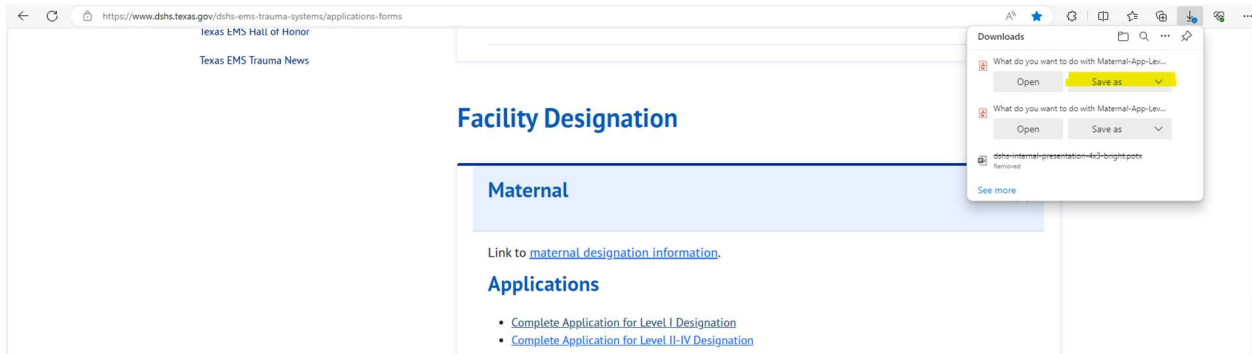 https://www.dshs.texas.gov/dshs-ems-trauma-systems/applications-forms
Texas EMS Hall of Honor
Texas EMS Trauma News
Facility Designation
Maternal
Link to maternal designation information.
Applications
• Complete Application for Level I Designation
• Complete Application for Level II-IV Designation
Downloads
What do you want to do with Maternal-App-Lev...
Open Save as
What do you want to do with Maternal-App-Lev...
Open Save as
dshs-internal-presentation-4x3-bright.potx
Removed
See more